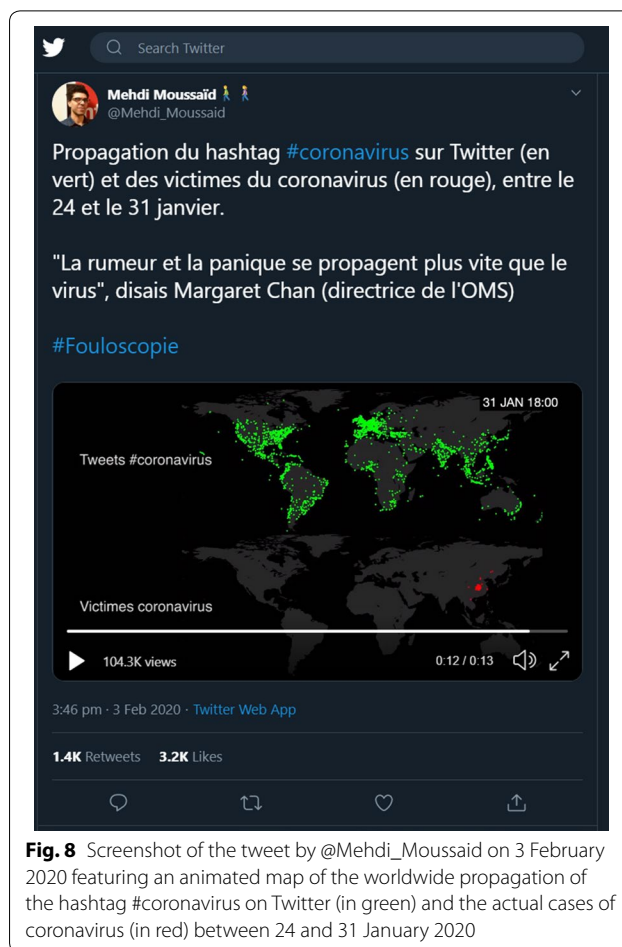 Search Twitter
Mehdi Moussaïd
@Mehdi_Moussaid
Propagation du hashtag #coronavirus sur Twitter (en
vert) et des victimes du coronavirus (en rouge), entre le
24 et le 31 janvier.
"La rumeur et la panique se propagent plus vite que le
virus", disais Margaret Chan (directrice de l'OMS)
#Fouloscopie
31 JAN 18:00
Tweets #coronavirus
Victimes coronavirus
104.3K views 0:12 / 0:13
3:46 pm · 3 Feb 2020 · Twitter Web App
1.4K Retweets 3.2K Likes
Fig. 8 Screenshot of the tweet by @Mehdi_Moussaid on 3 February
2020 featuring an animated map of the worldwide propagation of
the hashtag #coronavirus on Twitter (in green) and the actual cases of
coronavirus (in red) between 24 and 31 January 2020